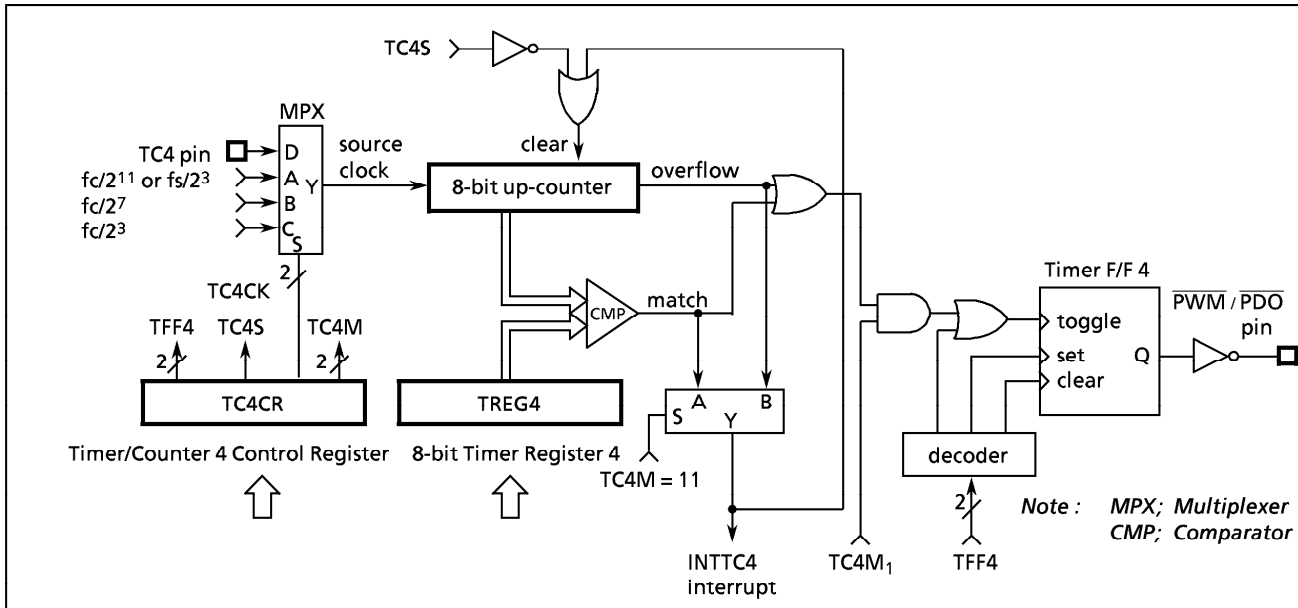 TC4S
MPX
TC4 pin
D
fc/2¹¹ or fs/2³
A
Y
fc/2⁷
B
fc/2³
C
S
source
clock
clear
8-bit up-counter
overflow
2
TC4CK
TFF4
TC4S
TC4M
2
2
CMP
match
TC4CR
TREG4
Timer/Counter 4 Control Register
8-bit Timer Register 4
S
A
B
Y
TC4M = 11
INTTC4
interrupt
TC4M₁
Timer F/F 4
toggle
set
Q
clear
PWM / PDO
pin
decoder
2
TFF4
Note : MPX; Multiplexer
CMP; Comparator